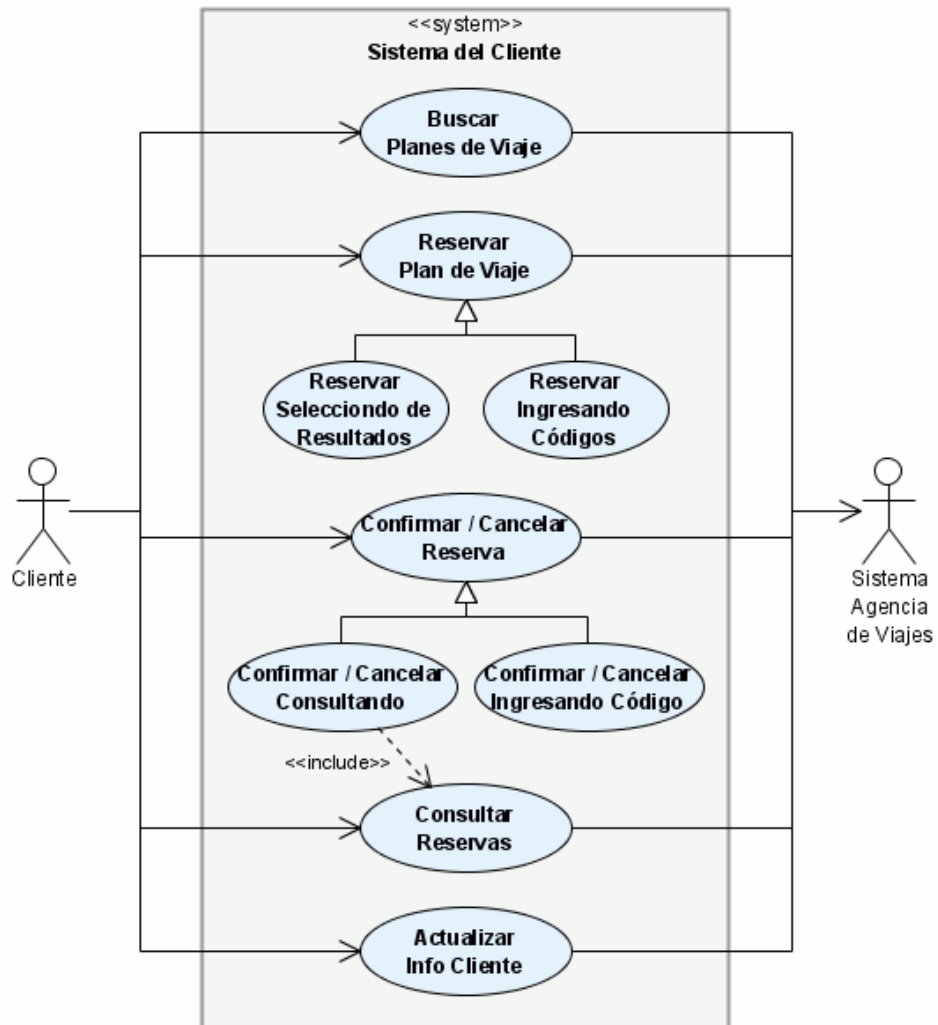 <<system>>
Sistema del Cliente
Buscar
Planes de Viaje
Reservar
Plan de Viaje
Reservar
Selecciondo de
Resultados
Reservar
Ingresando
Códigos
Confirmar / Cancelar
Reserva
Cliente
Sistema
Agencia
de Viajes
Confirmar / Cancelar
Consultando
Confirmar / Cancelar
Ingresando Código
<<include>>
Consultar
Reservas
Actualizar
Info Cliente